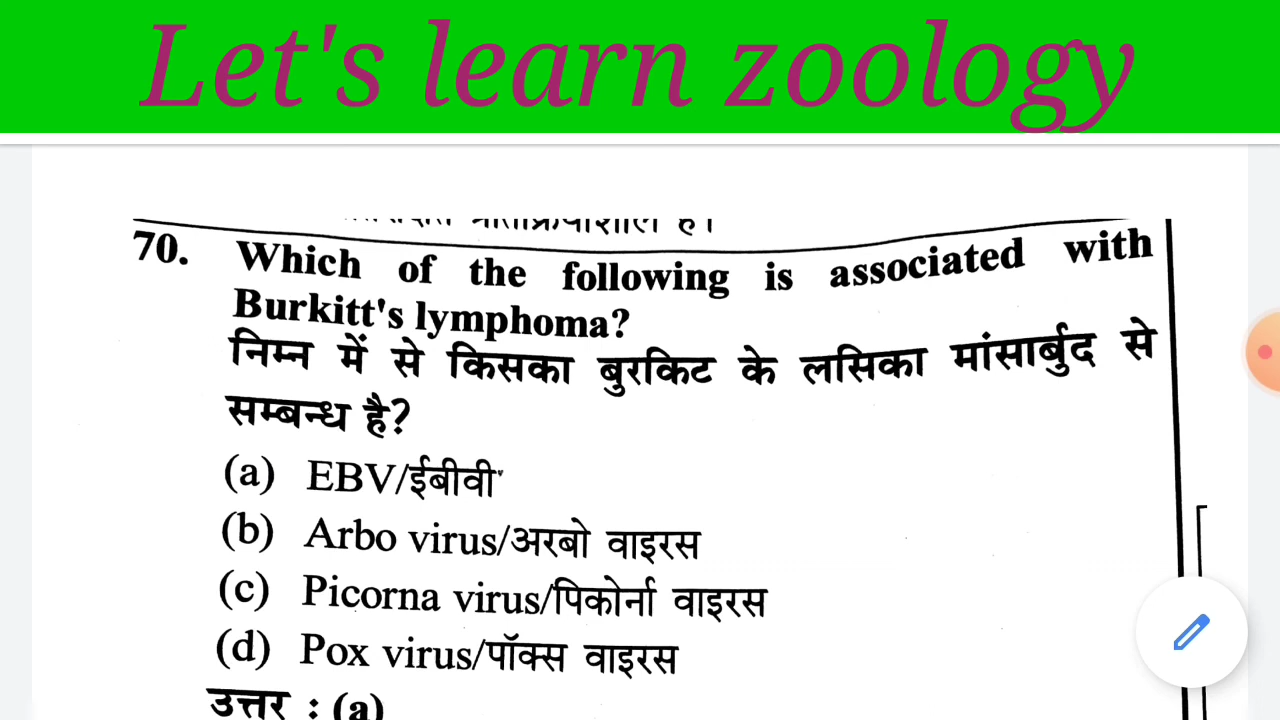 Let's learn zoology
70. Which of the following is associated with
Burkitt's lymphoma?
निम्न में से किसका बुरकिट के लसिका मांसार्बुद से
सम्बन्ध है?
(a) EBV/ईबीवी
(b) Arbo virus/अरबो वाइरस
(c) Picorna virus/पिकोर्ना वाइरस
(d) Pox virus/पॉक्स वाइरस
उत्तर : (a)